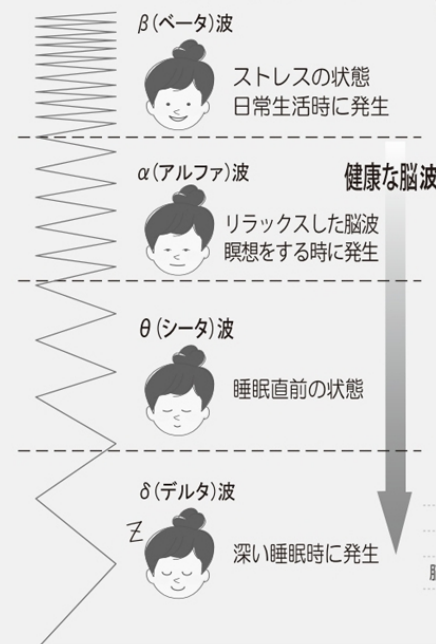 β(ベータ)波
ストレスの状態
日常生活時に発生
α(アルファ)波
健康な脳波
リラックスした脳波
瞑想をする時に発生
θ(シータ)波
睡眠直前の状態
δ(デルタ)波
Z
深い睡眠時に発生